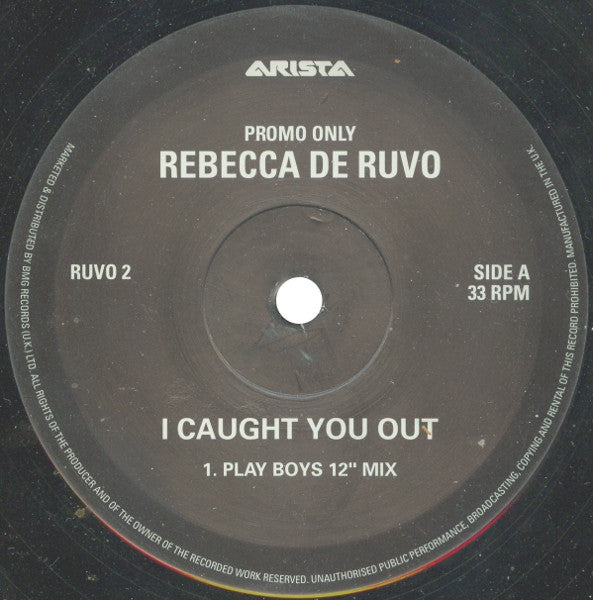 ARISTA
PROMO ONLY
REBECCA DE RUVO
RUVO 2
SIDE A
33 RPM
I CAUGHT YOU OUT
1. PLAY BOYS 12" MIX
MARKETED & DISTRIBUTED BY BMG RECORDS (U.K.) LTD. ALL RIGHTS OF THE PRODUCER AND OF THE OWNER OF THE RECORDED WORK RESERVED. UNAUTHORISED PUBLIC PERFORMANCE, BROADCASTING, COPYING AND RENTAL OF THIS RECORD PROHIBITED. MANUFACTURED IN THE U.K.